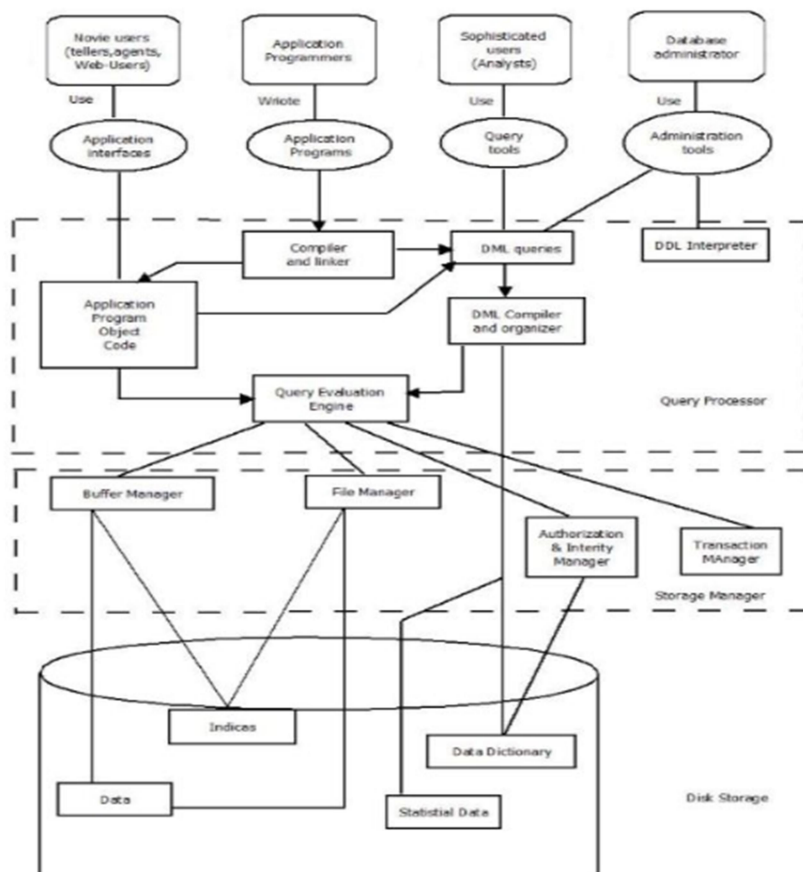 Novie users
(tellers,agents,
Web-Users)
Application
Programmers
Sophisticated
users
(Analysts)
Database
administrator
Use
Wriote
Use
Use
Application
interfaces
Application
Programs
Query
tools
Administration
tools
Compiler
and linker
DML queries
DDL Interpreter
Application
Program
Object
Code
DML Compiler
and organizer
Query Evaluation
Engine
Query Processor
Buffer Manager
File Manager
Authorization
& Interity
Manager
Transaction
MAnager
Storage Manager
Indicas
Data Dictionary
Data
Statistial Data
Disk Storage